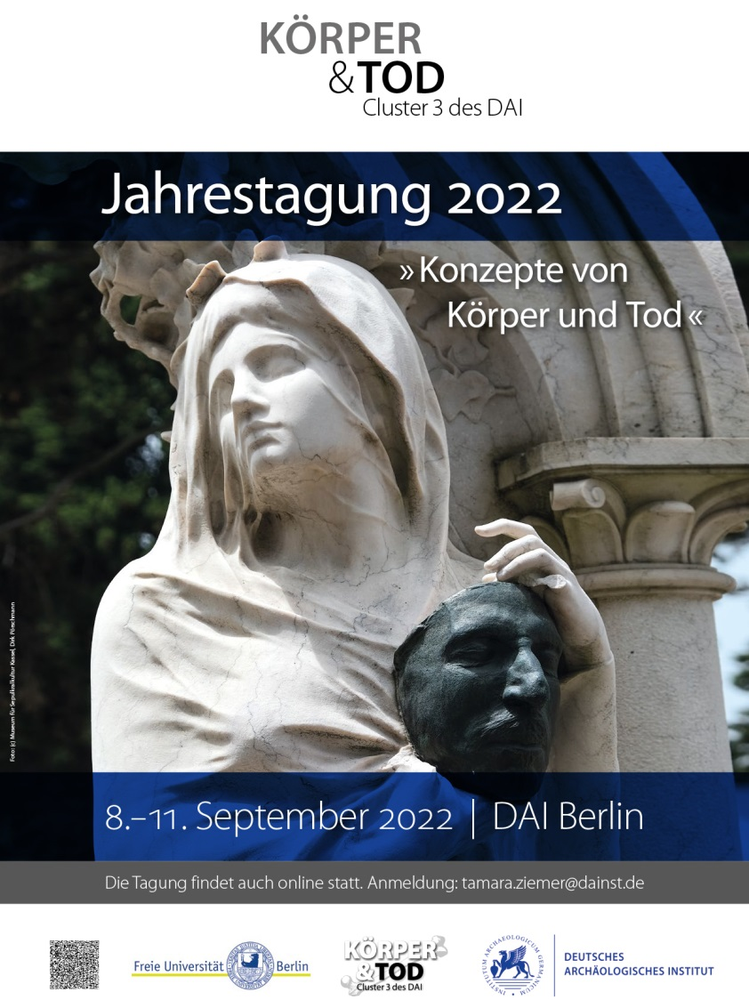 KÖRPER
&TOD
Cluster 3 des DAI
Jahrestagung 2022
»Konzepte von
Körper und Tod«
Foto: (c) Museum für Sepulkralkultur Kassel, Dirk Pörschmann
8.–11. September 2022 | DAI Berlin
Die Tagung findet auch online statt. Anmeldung: tamara.ziemer@dainst.de
Freie Universität Berlin
KÖRPER
&TOD
Cluster 3 des DAI
INSTITUTUM ARCHAEOLOGICUM GERMANICUM
DEUTSCHES
ARCHÄOLOGISCHES INSTITUT